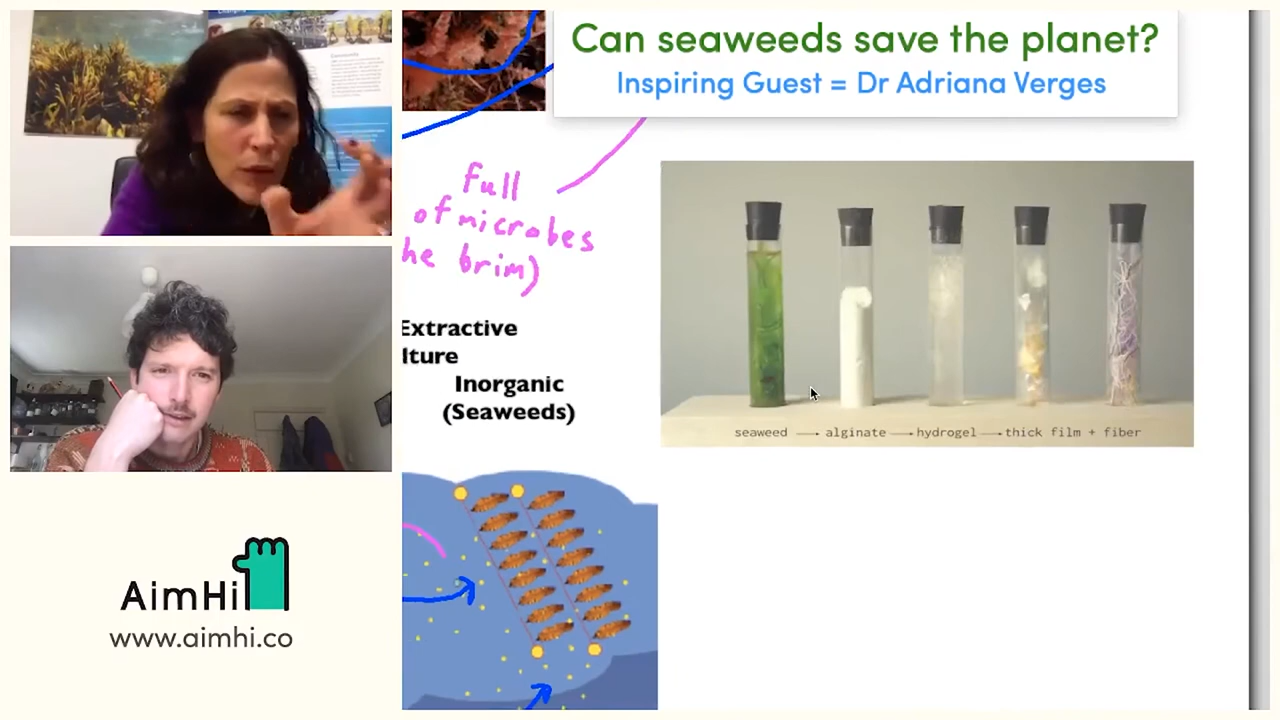 Can seaweeds save the planet?
Inspiring Guest = Dr Adriana Verges
Full
of microbes
he brim)
Extractive
lture
Inorganic
(Seaweeds)
seaweed → alginate → hydrogel → thick film + fiber
AimHi
www.aimhi.co